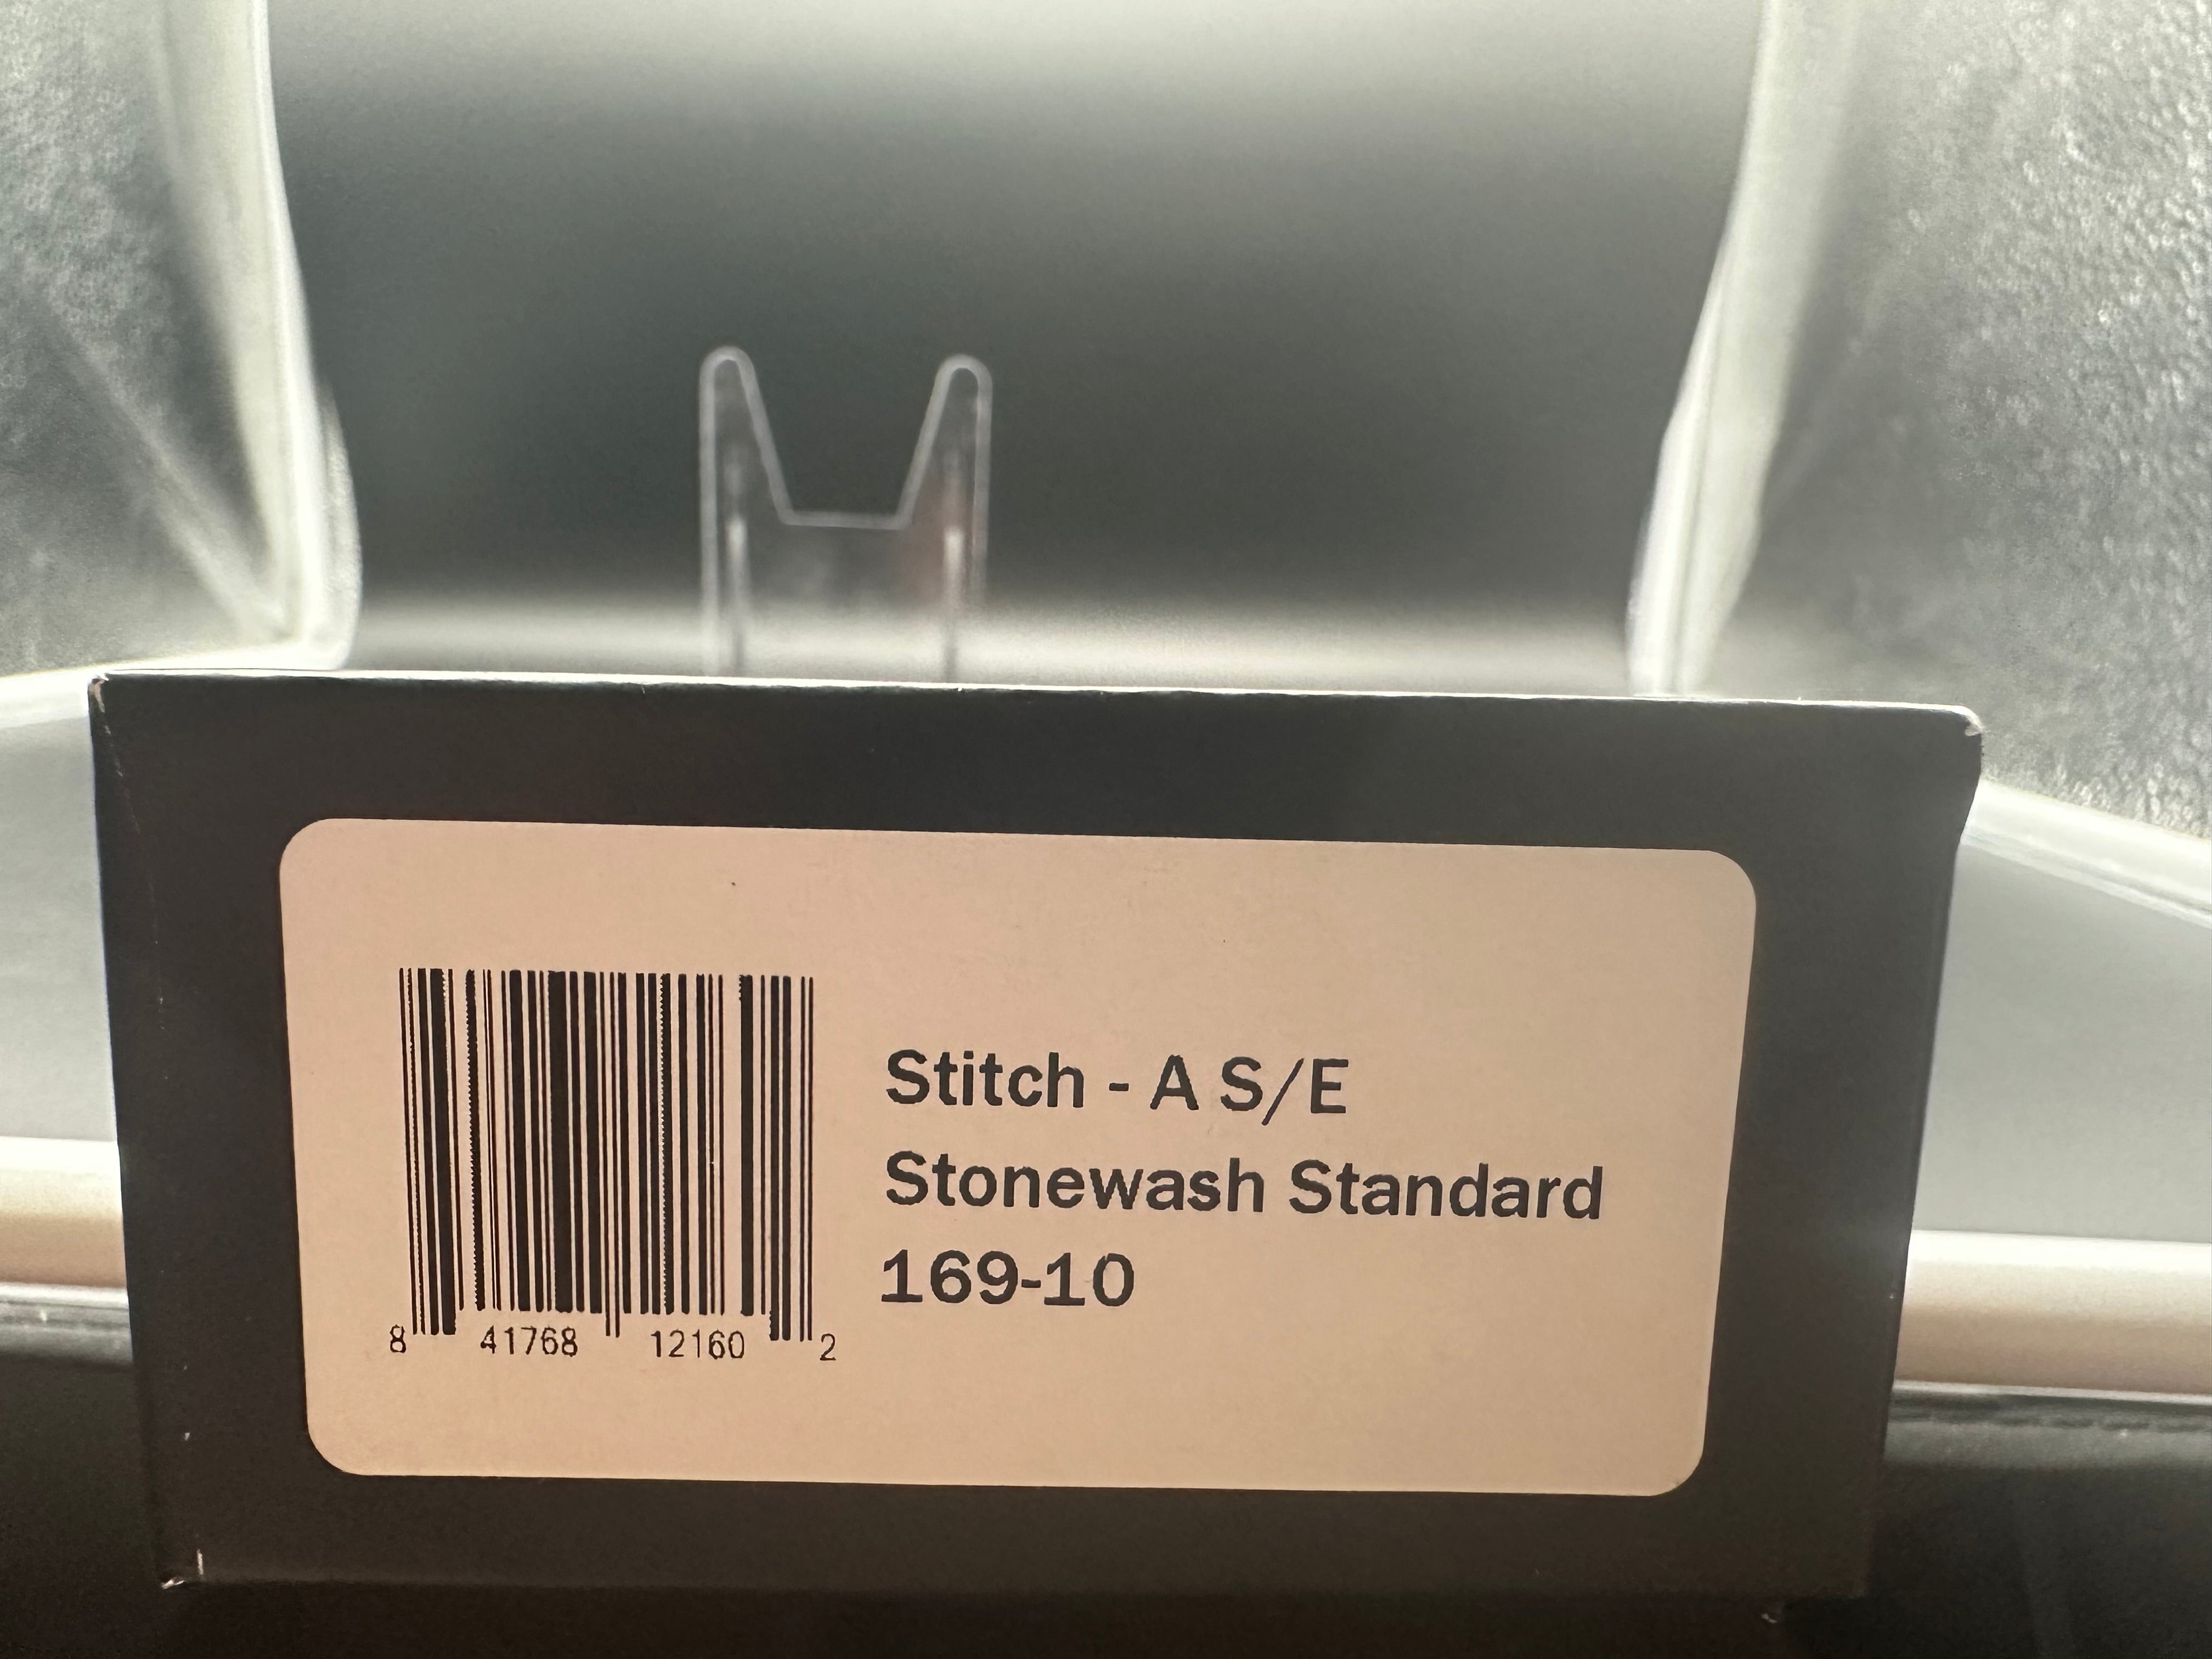 Stitch - A S/E
Stonewash Standard
169-10
8 41768 12160 2